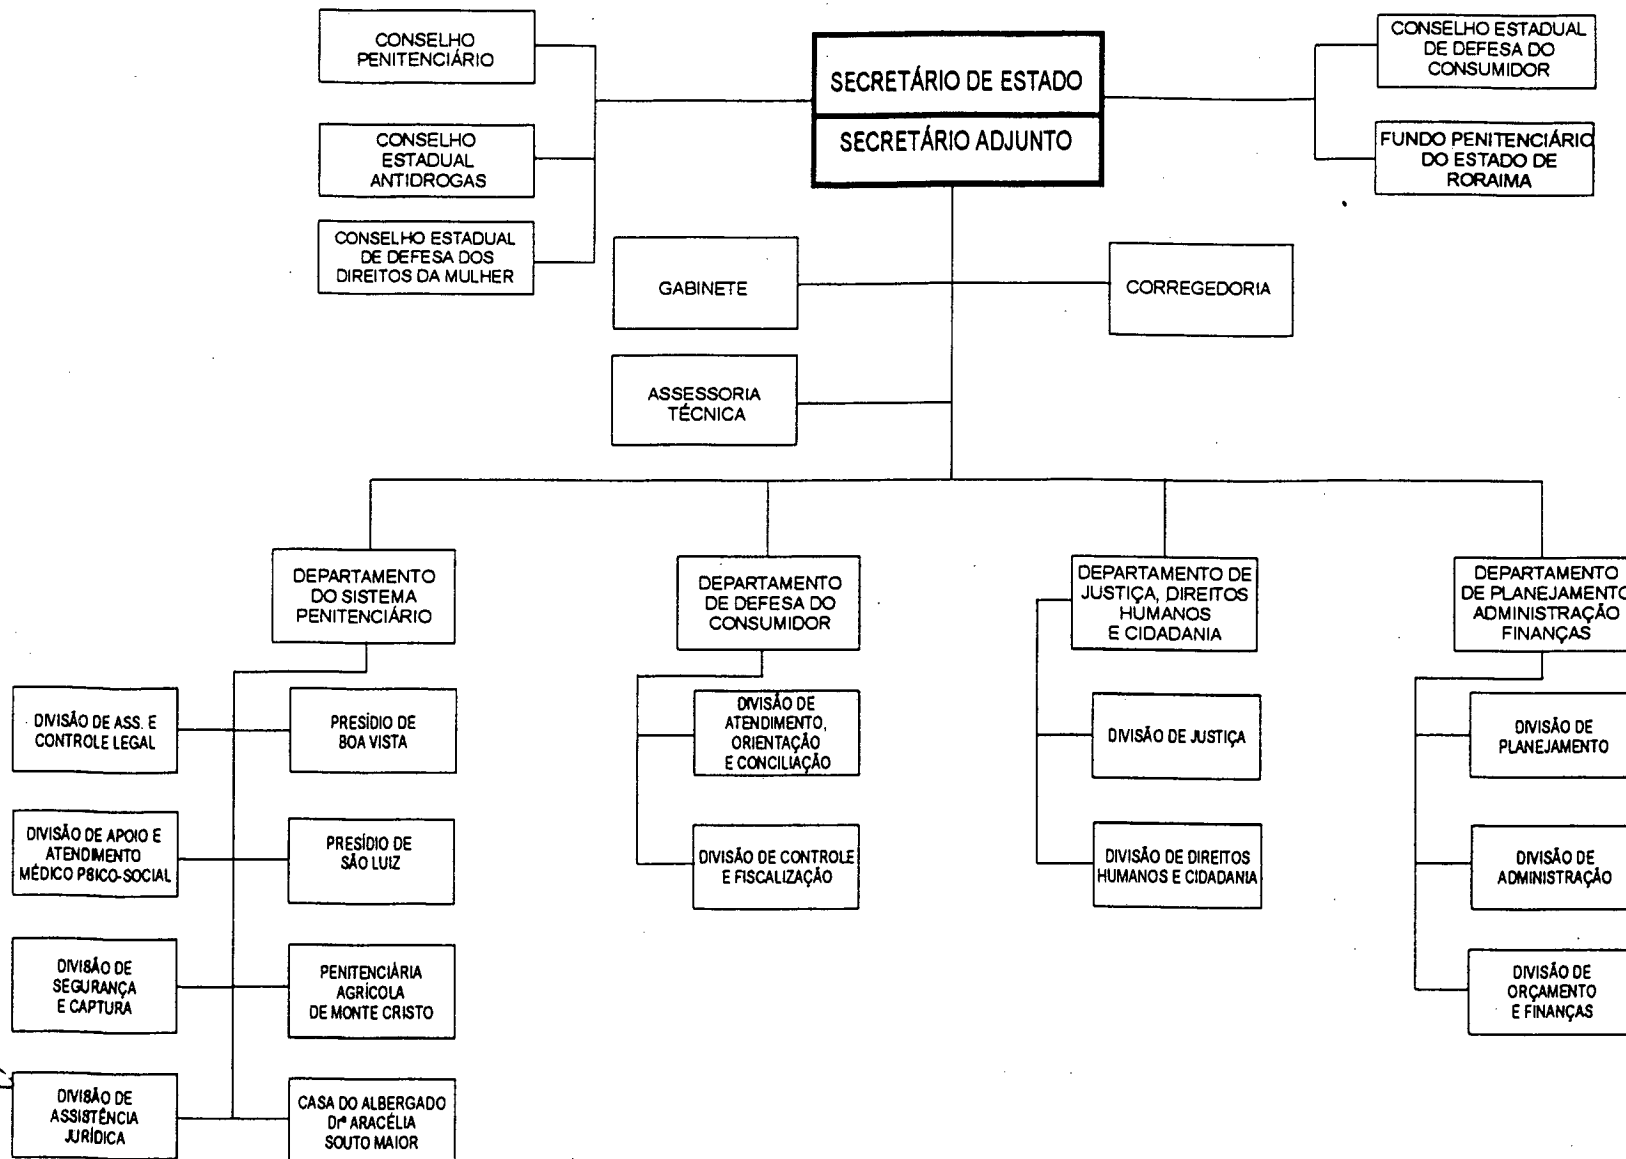 CONSELHO
PENITENCIÁRIO
SECRETÁRIO DE ESTADO
SECRETÁRIO ADJUNTO
CONSELHO ESTADUAL
DE DEFESA DO
CONSUMIDOR
CONSELHO
ESTADUAL
ANTIDROGAS
FUNDO PENITENCIÁRIO
DO ESTADO DE
RORAIMA
CONSELHO ESTADUAL
DE DEFESA DOS
DIREITOS DA MULHER
GABINETE
CORREGEDORIA
ASSESSORIA
TÉCNICA
DEPARTAMENTO
DO SISTEMA
PENITENCIÁRIO
DEPARTAMENTO
DE DEFESA DO
CONSUMIDOR
DEPARTAMENTO DE
JUSTIÇA, DIREITOS
HUMANOS
E CIDADANIA
DEPARTAMENTO
DE PLANEJAMENTO
ADMINISTRAÇÃO
FINANÇAS
DIVISÃO DE ASS. E
CONTROLE LEGAL
PRESÍDIO DE
BOA VISTA
DIVISÃO DE
ATENDIMENTO,
ORIENTAÇÃO
E CONCILIAÇÃO
DIVISÃO DE JUSTIÇA
DIVISÃO DE
PLANEJAMENTO
DIVISÃO DE APOIO E
ATENDIMENTO
MÉDICO PSICO-SOCIAL
PRESÍDIO DE
SÃO LUIZ
DIVISÃO DE CONTROLE
E FISCALIZAÇÃO
DIVISÃO DE DIREITOS
HUMANOS E CIDADANIA
DIVISÃO DE
ADMINISTRAÇÃO
DIVISÃO DE
SEGURANÇA
E CAPTURA
PENITENCIÁRIA
AGRÍCOLA
DE MONTE CRISTO
DIVISÃO DE
ORÇAMENTO
E FINANÇAS
DIVISÃO DE
ASSISTÊNCIA
JURÍDICA
CASA DO ALBERGADO
Drª ARACÉLIA
SOUTO MAIOR